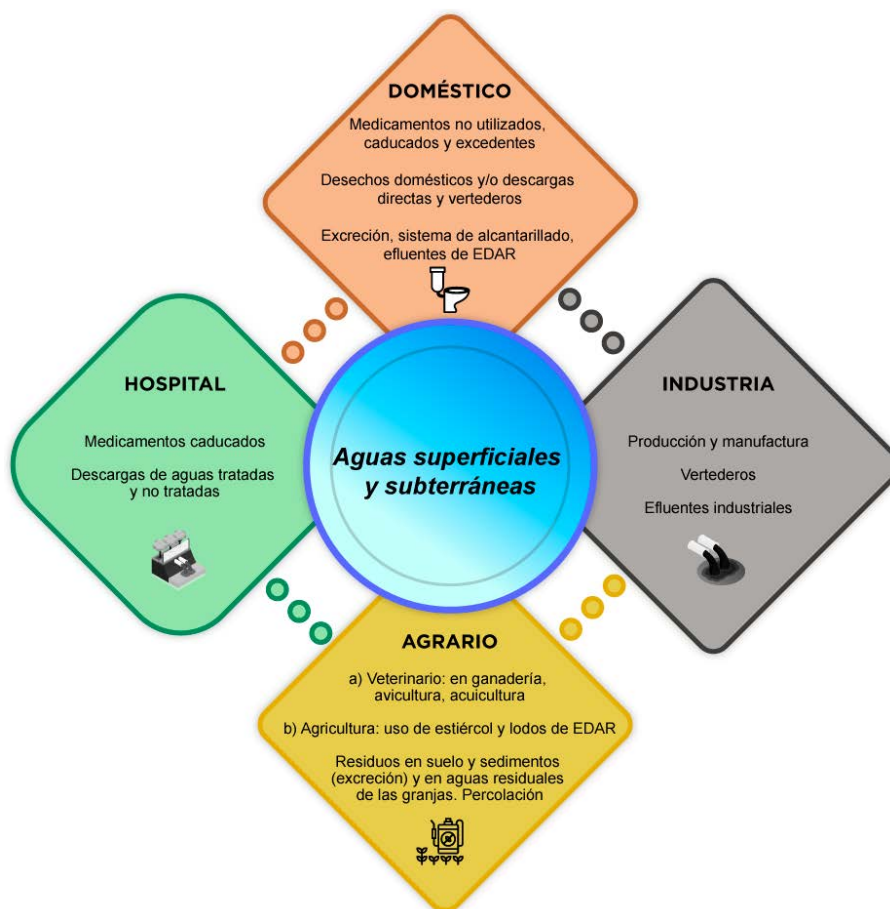 DOMÉSTICO
Medicamentos no utilizados,
caducados y excedentes
Desechos domésticos y/o descargas
directas y vertederos
Excreción, sistema de alcantarillado,
efluentes de EDAR
HOSPITAL
Medicamentos caducados
Descargas de aguas tratadas
y no tratadas
Aguas superficiales
y subterráneas
INDUSTRIA
Producción y manufactura
Vertederos
Efluentes industriales
AGRARIO
a) Veterinario: en ganadería,
avicultura, acuicultura
b) Agricultura: uso de estiércol y lodos de EDAR
Residuos en suelo y sedimentos
(excreción) y en aguas residuales
de las granjas. Percolación